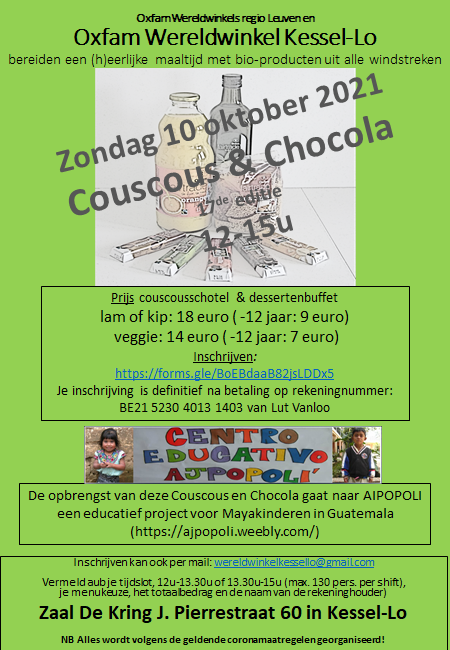 Oxfam Wereldwinkels regio Leuven en
Oxfam Wereldwinkel Kessel-Lo
bereiden een (h)eerlijke maaltijd met bio-producten uit alle windstreken
Zondag 10 oktober 2021
Couscous & Chocola
17de editie
12-15u
Prijs couscousschotel & dessertenbuffet
lam of kip: 18 euro ( -12 jaar: 9 euro)
veggie: 14 euro ( -12 jaar: 7 euro)
Inschrijven:
https://forms.gle/BoEBdaaB82jsLDDx5
Je inschrijving is definitief na betaling op rekeningnummer:
BE21 5230 4013 1403 van Lut Vanloo
CENTRO
EDUCATIVO
AJPOPOLI'
De opbrengst van deze Couscous en Chocola gaat naar AIPOPOLI
een educatief project voor Mayakinderen in Guatemala
(https://ajpopoli.weebly.com/)
Inschrijven kan ook per mail: wereldwinkelkessello@gmail.com
Vermeld aub je tijdslot, 12u-13.30u of 13.30u-15u (max. 130 pers. per shift),
je menukeuze, het totaalbedrag en de naam van de rekeninghouder)
Zaal De Kring J. Pierrestraat 60 in Kessel-Lo
NB Alles wordt volgens de geldende coronamaatregelen georganiseerd!